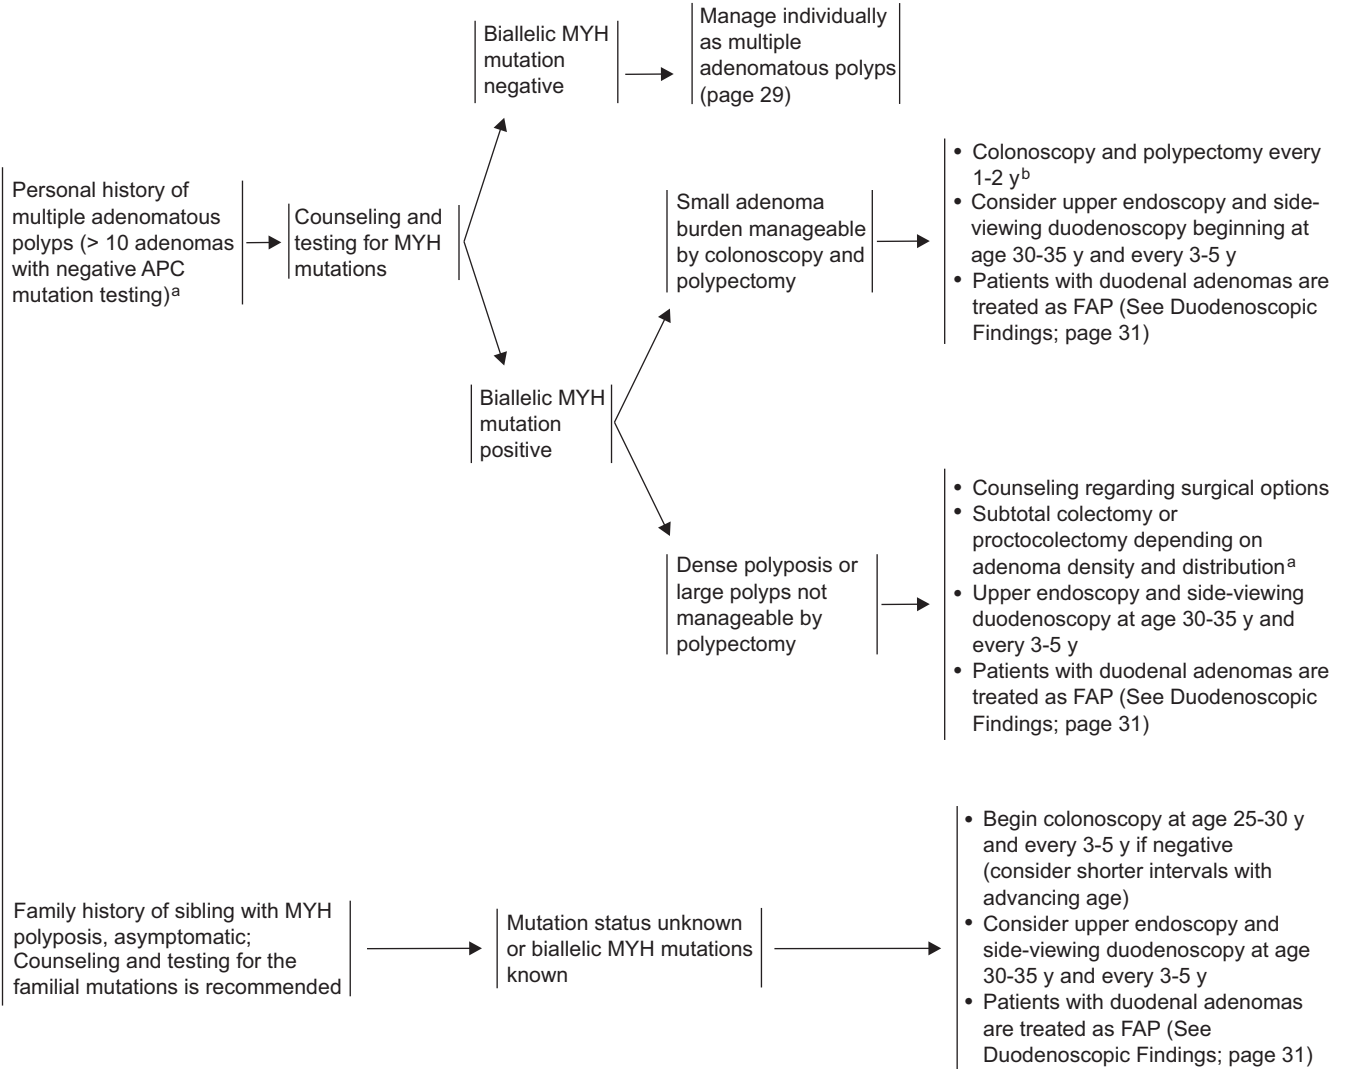 Biallelic MYH
mutation
negative
Manage individually
as multiple
adenomatous polyps
(page 29)
Personal history of
multiple adenomatous
polyps (> 10 adenomas
with negative APC
mutation testing)a
Counseling and
testing for MYH
mutations
Small adenoma
burden manageable
by colonoscopy and
polypectomy
• Colonoscopy and polypectomy every
1-2 yb
• Consider upper endoscopy and side-
viewing duodenoscopy beginning at
age 30-35 y and every 3-5 y
• Patients with duodenal adenomas are
treated as FAP (See Duodenoscopic
Findings; page 31)
Biallelic MYH
mutation
positive
Dense polyposis or
large polyps not
manageable by
polypectomy
• Counseling regarding surgical options
• Subtotal colectomy or
proctocolectomy depending on
adenoma density and distributiona
• Upper endoscopy and side-viewing
duodenoscopy at age 30-35 y and
every 3-5 y
• Patients with duodenal adenomas are
treated as FAP (See Duodenoscopic
Findings; page 31)
Family history of sibling with MYH
polyposis, asymptomatic;
Counseling and testing for the
familial mutations is recommended
Mutation status unknown
or biallelic MYH mutations
known
• Begin colonoscopy at age 25-30 y
and every 3-5 y if negative
(consider shorter intervals with
advancing age)
• Consider upper endoscopy and
side-viewing duodenoscopy at age
30-35 y and every 3-5 y
• Patients with duodenal adenomas
are treated as FAP (See
Duodenoscopic Findings; page 31)